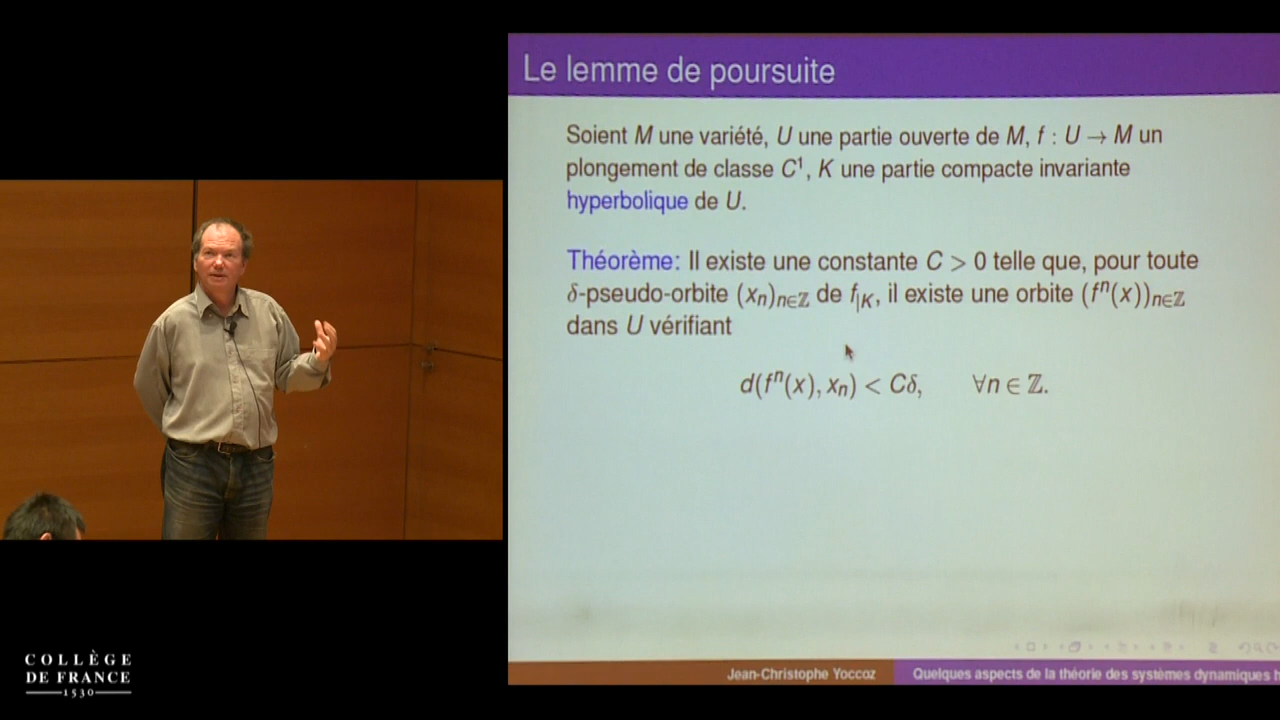 Le lemme de poursuite
Soient M une variété, U une partie ouverte de M, f : U → M un
plongement de classe C¹, K une partie compacte invariante
hyperbolique de U.
Théorème: Il existe une constante C > 0 telle que, pour toute
δ-pseudo-orbite (xₙ)ₙ∈ℤ de f|K, il existe une orbite (fⁿ(x))ₙ∈ℤ
dans U vérifiant
d(fⁿ(x), xₙ) < Cδ, ∀n ∈ ℤ.
Jean-Christophe Yoccoz
Quelques aspects de la théorie des systèmes dynamiques h
COLLÈGE
DE FRANCE
1530